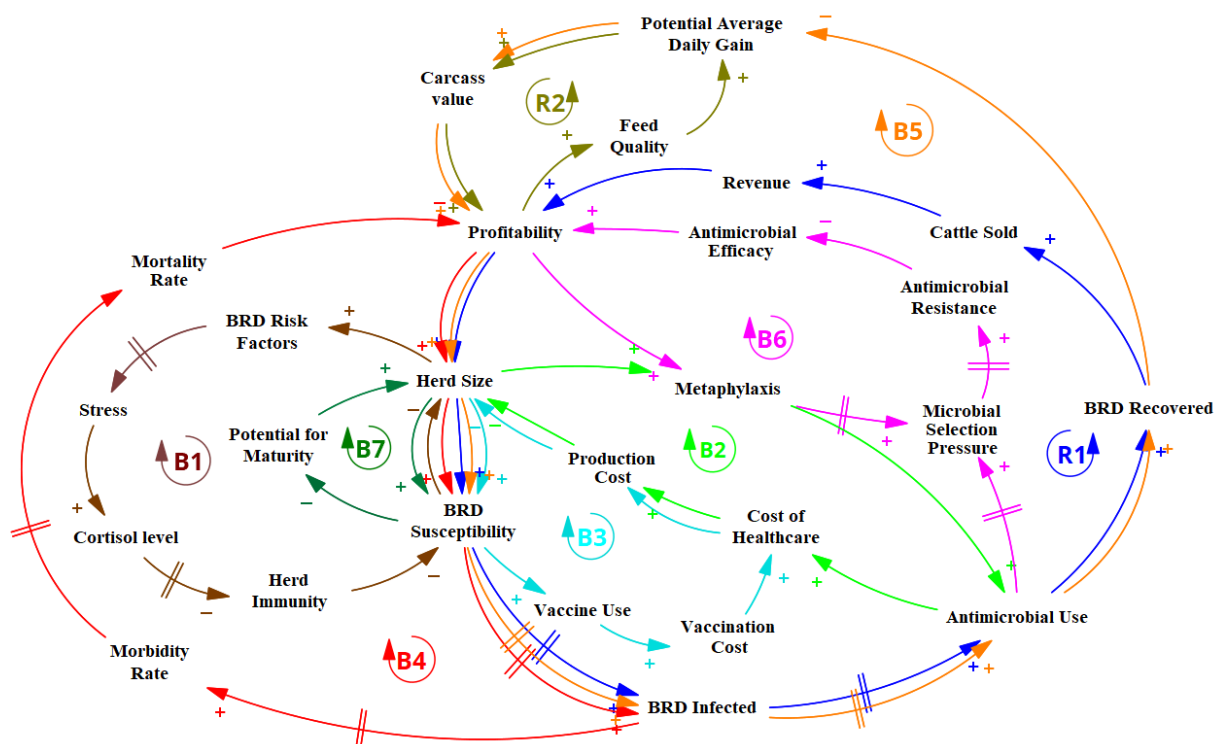 Potential Average
Daily Gain
Carcass
value
R2
B5
Feed
Quality
Revenue
Profitability
Antimicrobial
Efficacy
Cattle Sold
Mortality
Rate
Antimicrobial
Resistance
BRD Risk
Factors
B6
Herd Size
Metaphylaxis
Stress
BRD Recovered
Microbial
Selection
Pressure
Potential for
Maturity
B7
B2
R1
B1
Production
Cost
BRD
Susceptibility
Cost of
Healthcare
Cortisol level
B3
Herd
Immunity
Vaccine Use
Antimicrobial Use
Vaccination
Cost
Morbidity
Rate
B4
BRD Infected